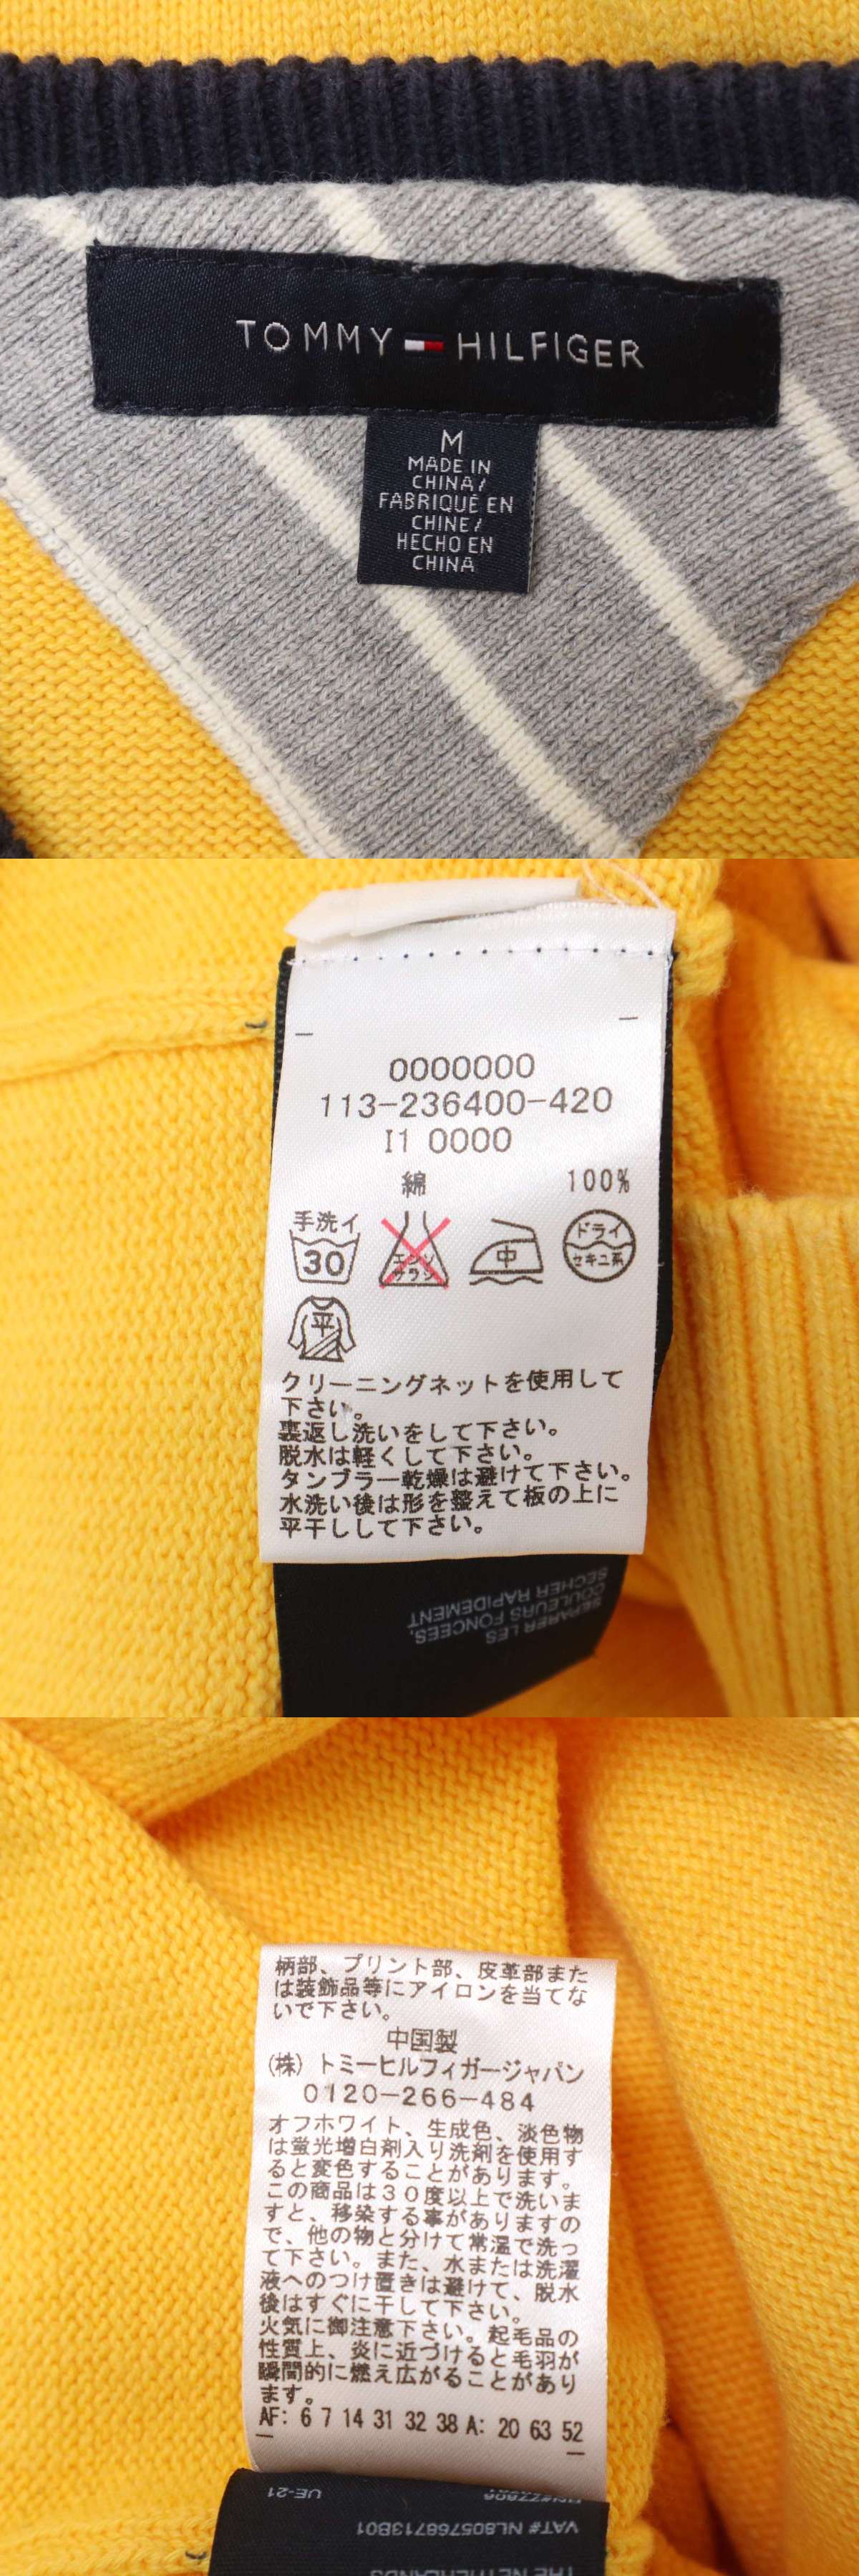 TOMMY HILFIGER
M
MADE IN
CHINA/
FABRIQUÉ EN
CHINE/
HECHO EN
CHINA
0000000
113-236400-420
I1 0000
綿 100%
手洗イ
30
エンソ
サラシ
中
ドライ
セキユ系
平
クリーニングネットを使用して
下さい。
裏返し洗いをして下さい。
脱水は軽くして下さい。
タンブラー乾燥は避けて下さい。
水洗い後は形を整えて板の上に
平干しして下さい。
SÉPARER LES
COULEURS FONCÉES.
SÉCHER RAPIDEMENT
柄部、プリント部、皮革部また
は装飾品等にアイロンを当てな
いで下さい。
中国製
(株)トミーヒルフィガージャパン
0120-266-484
オフホワイト、生成色、淡色物
は蛍光増白剤入り洗剤を使用す
ると変色することがあります。
この商品は30度以上で洗いま
すと、移染する事がありますの
で、他の物と分けて常温で洗っ
て下さい。また、水または洗濯
液へのつけ置きは避けて、脱水
後はすぐに干して下さい。
火気に御注意下さい。起毛品の
性質上、炎に近づけると毛羽が
瞬間的に燃え広がることがあり
ます。
AF: 6 7 14 31 32 38 A: 20 63 52
THE NETHERLANDS
VAT# NL805768713B01
UE-21